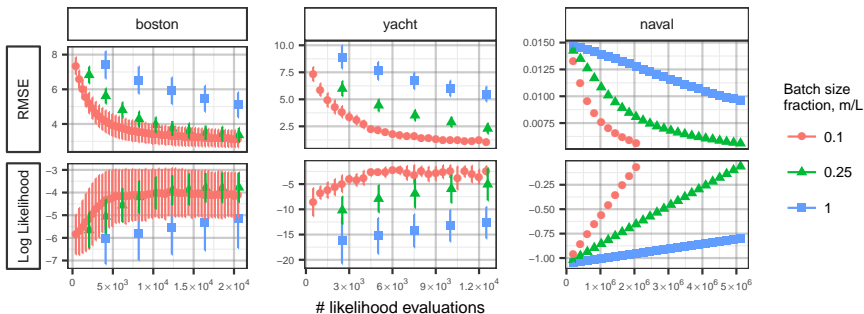 boston
yacht
naval
RMSE
8
6
4
10.0
7.5
5.0
2.5
0.0150
0.0125
0.0100
0.0075
Log Likelihood
−3
−4
−5
−6
−7
−5
−10
−15
−20
−0.25
−0.50
−0.75
−1.00
0 5×10³ 1×10⁴ 1.5×10⁴ 2×10⁴
0 3×10³ 6×10³ 9×10³ 1.2×10⁴
0 1×10⁶ 2×10⁶ 3×10⁶ 4×10⁶ 5×10⁶
# likelihood evaluations
Batch size
fraction, m/L
0.1
0.25
1